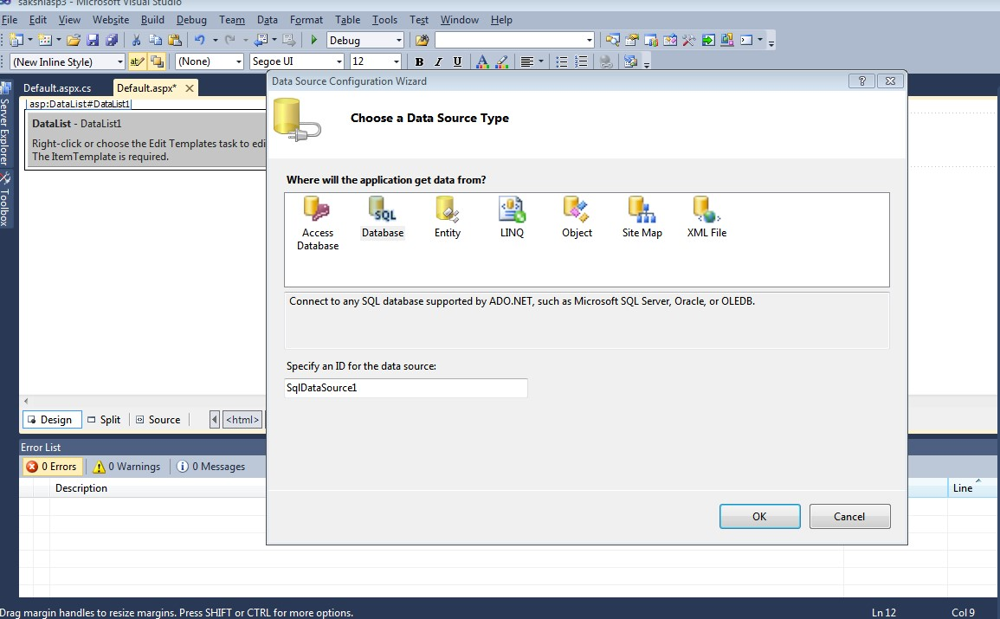 sakshiasp3 - Microsoft Visual Studio
File Edit View Website Build Debug Team Data Format Table Tools Test Window Help
Debug
(New Inline Style) ab (None) Segoe UI 12 B I U A
Server Explorer
Toolbox
Default.aspx.cs Default.aspx*
asp:DataList#DataList1
DataList - DataList1
Right-click or choose the Edit Templates task to edi
The ItemTemplate is required.
Data Source Configuration Wizard ?
Choose a Data Source Type
Where will the application get data from?
SQL
Access Database Entity LINQ Object Site Map XML File
Database
Connect to any SQL database supported by ADO.NET, such as Microsoft SQL Server, Oracle, or OLEDB.
Specify an ID for the data source:
SqlDataSource1
OK Cancel
Design Split Source <html>
Error List
0 Errors 0 Warnings 0 Messages
Description Line
Drag margin handles to resize margins. Press SHIFT or CTRL for more options. Ln 12 Col 9